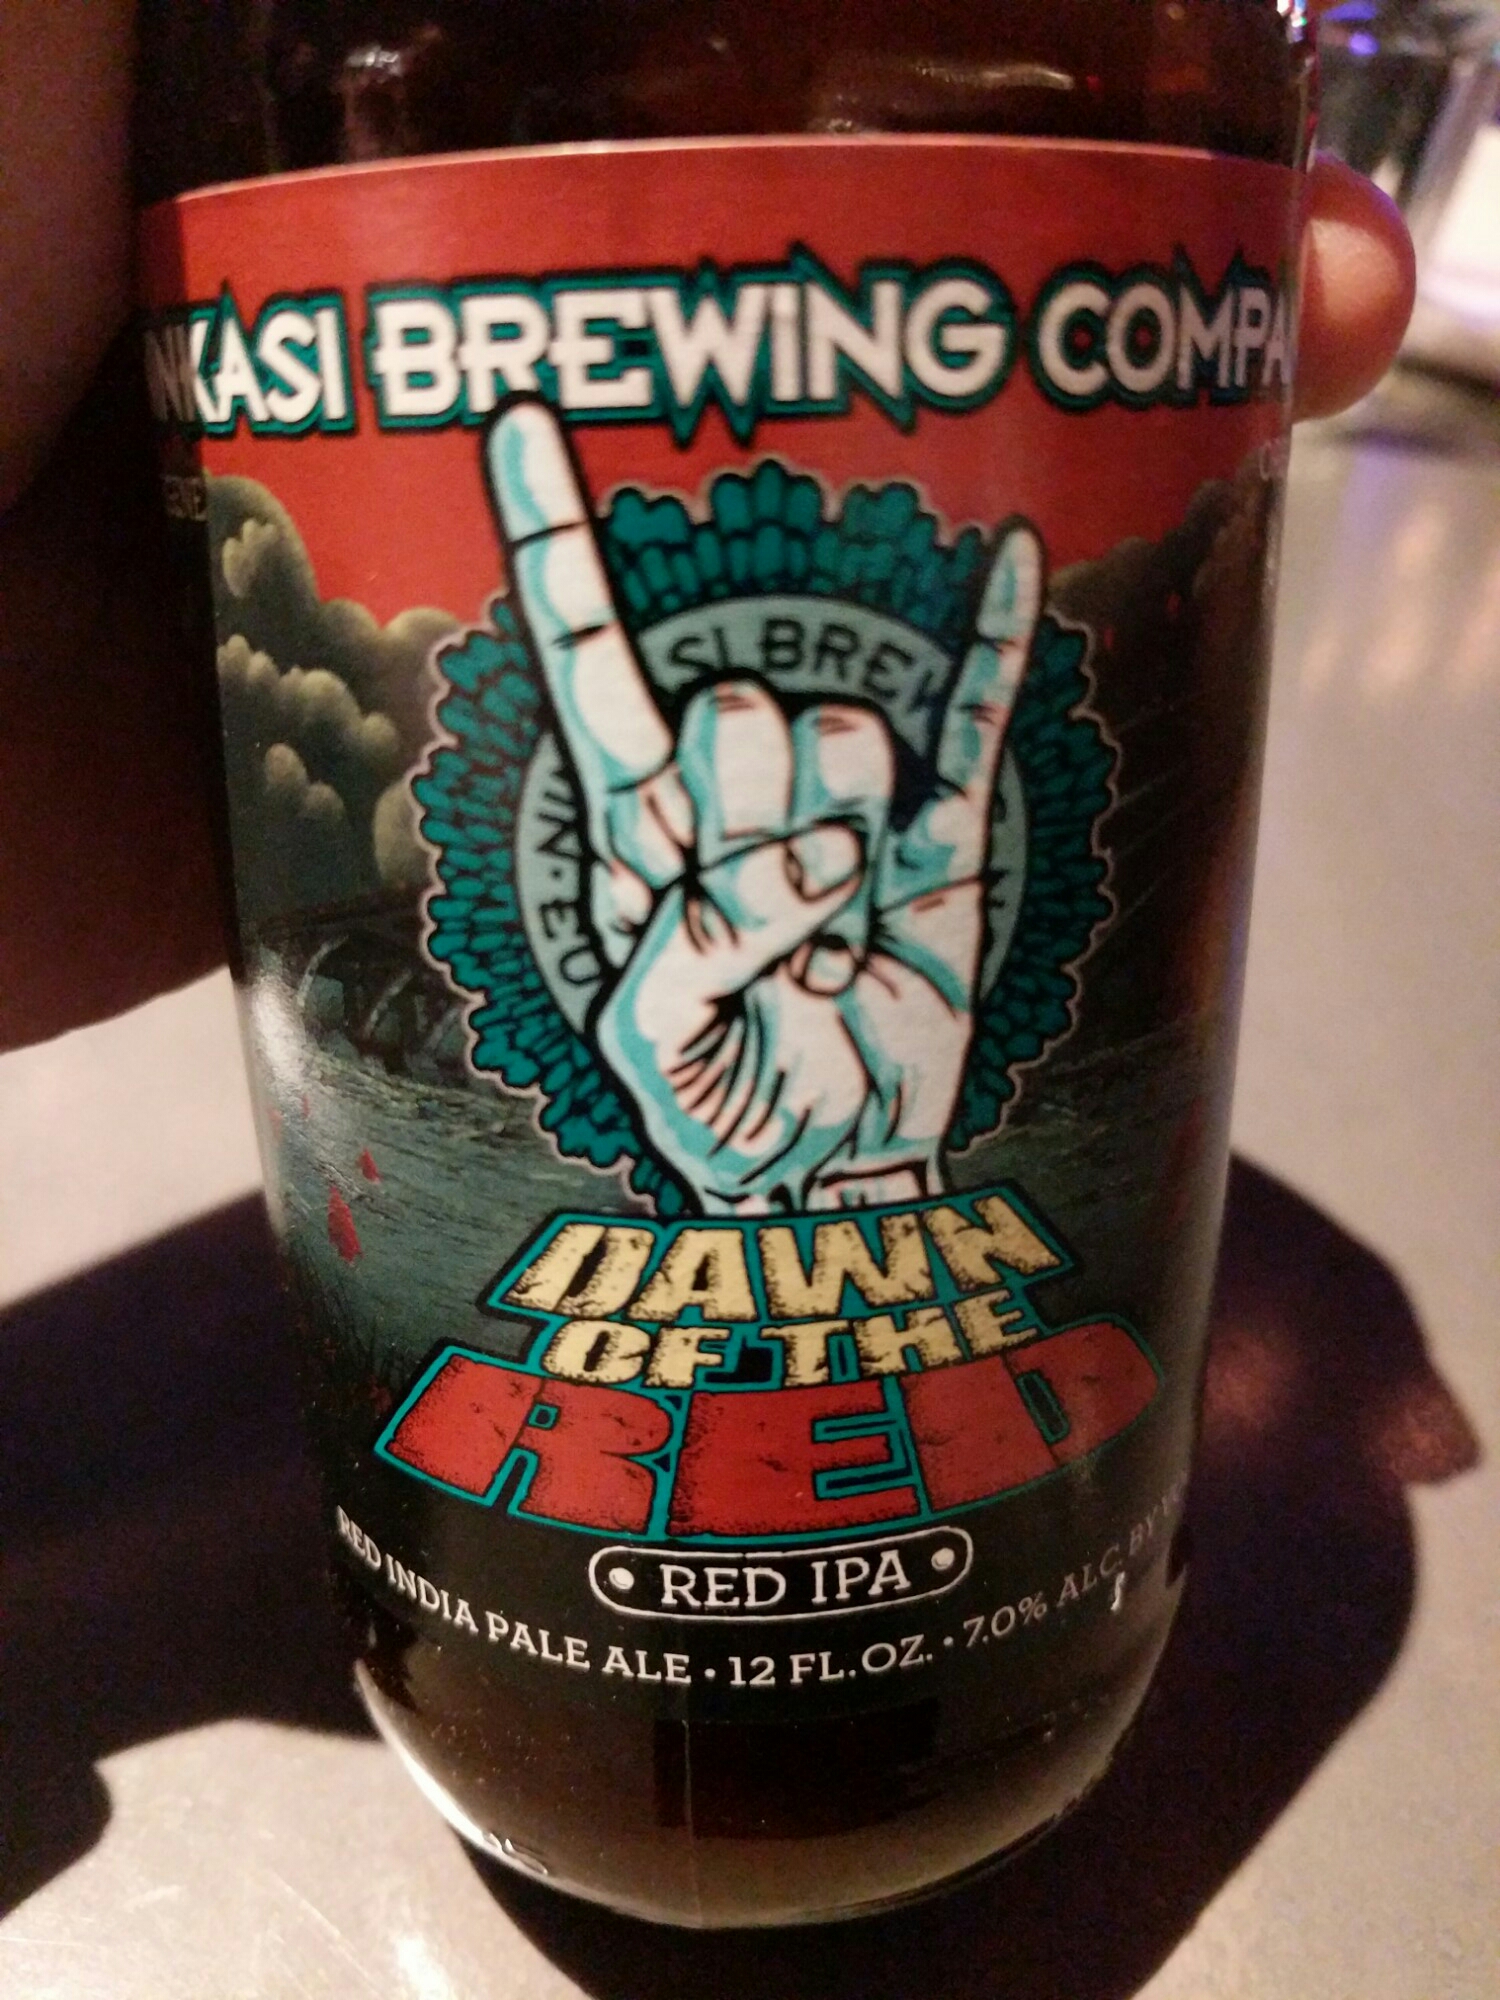 NKASI BREWING COMPA
SI BREW
DAWN
OF THE
RED
• RED IPA •
RED INDIA PALE ALE • 12 FL. OZ. • 7.0% ALC. BY